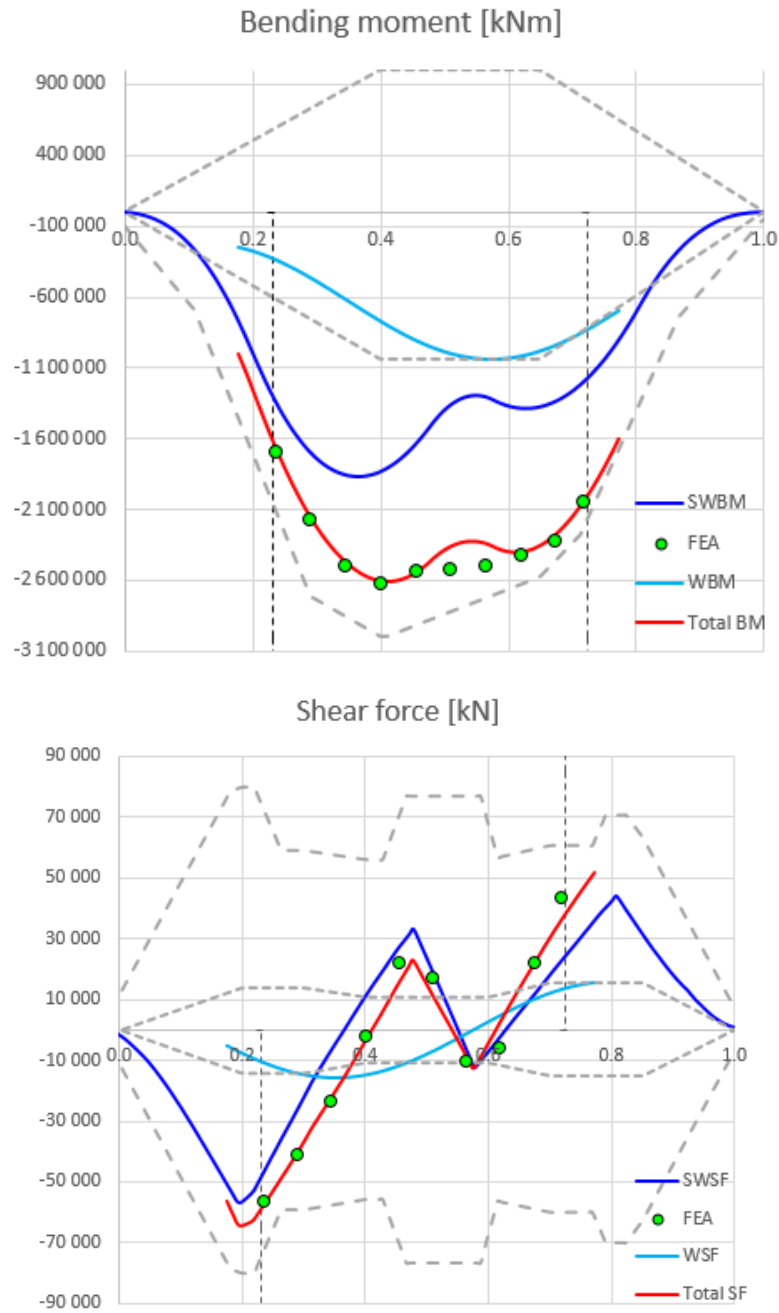 Bending moment [kNm]
900 000
400 000
-100 000
0.0 0.2 0.4 0.6 0.8 1.0
-600 000
-1 100 000
-1 600 000
-2 100 000
SWBM
FEA
-2 600 000
WBM
Total BM
-3 100 000
Shear force [kN]
90 000
70 000
50 000
30 000
10 000
-10 000
0.0 0.2 0.4 0.6 0.8 1.0
-30 000
-50 000
SWSF
FEA
-70 000
WSF
Total SF
-90 000